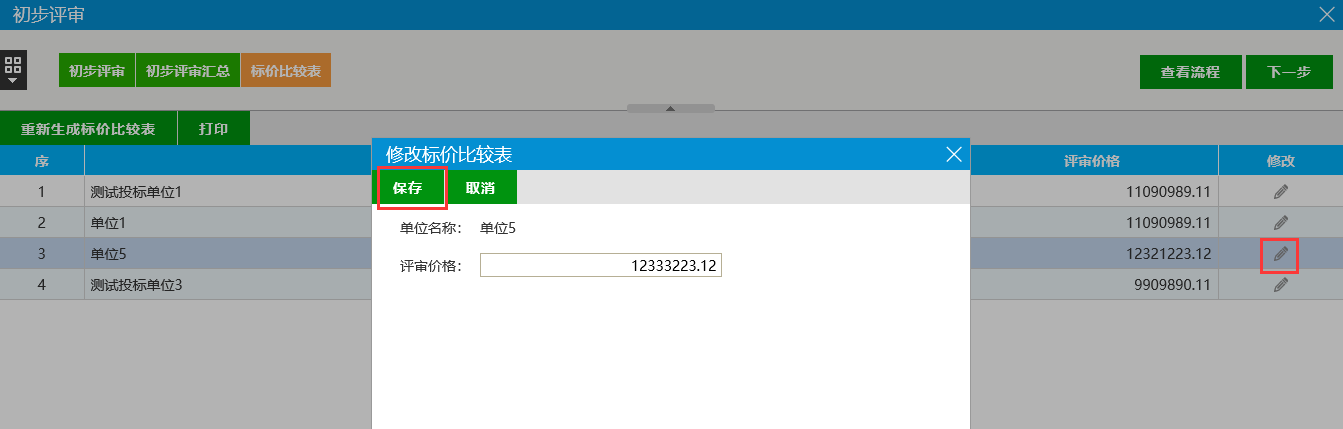 初步评审
初步评审 初步评审汇总 标价比较表 查看流程 下一步
重新生成标价比较表 打印
修改标价比较表
保存 取消
单位名称： 单位5
评审价格： 12333223.12
序 评审价格 修改
1 测试投标单位1 11090989.11
2 单位1 11090989.11
3 单位5 12321223.12
4 测试投标单位3 9909890.11